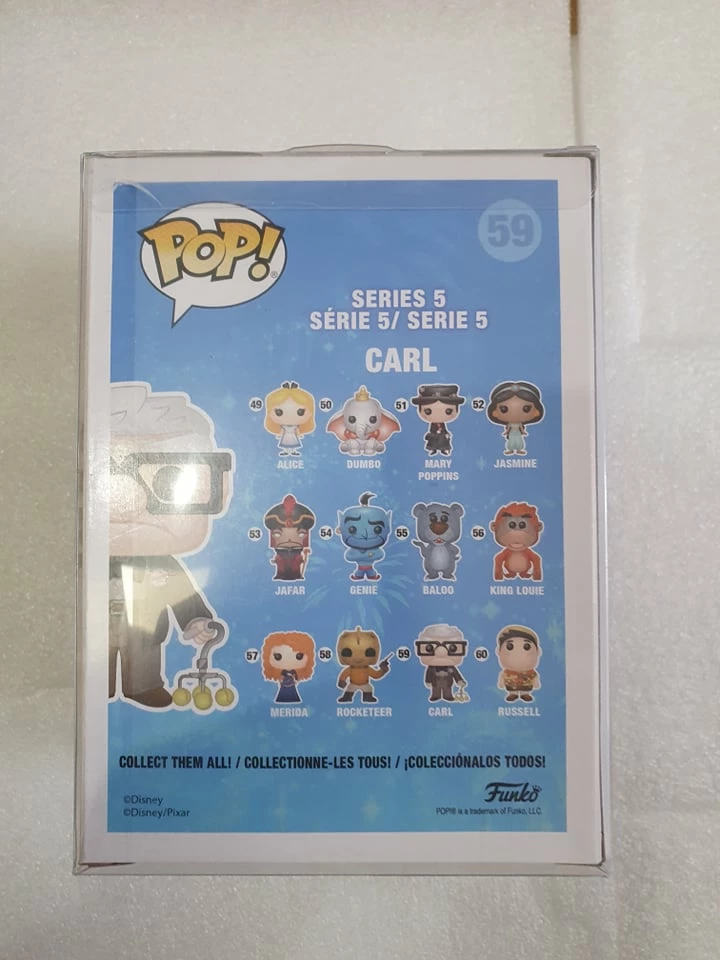 POP!®
59
SERIES 5
SÉRIE 5/ SERIE 5
CARL
49 50 51 52
ALICE DUMBO MARY POPPINS JASMINE
53 54 55 56
JAFAR GENIE BALOO KING LOUIE
57 58 59 60
MERIDA ROCKETEER CARL RUSSELL
COLLECT THEM ALL! / COLLECTIONNE-LES TOUS! / ¡COLECCIÓNALOS TODOS!
©Disney
©Disney/Pixar
Funko
POP!® is a trademark of Funko, LLC.